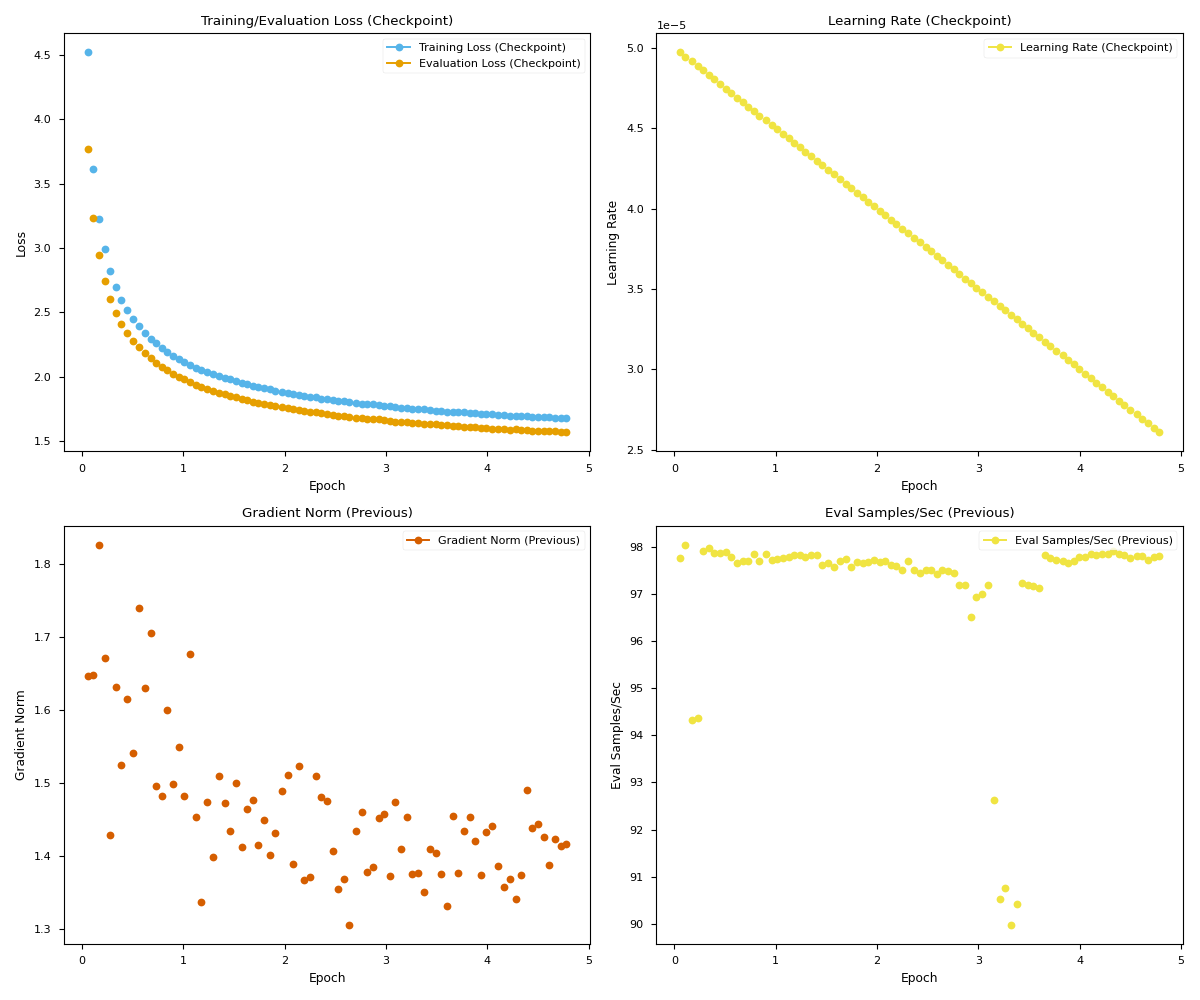 Training/Evaluation Loss (Checkpoint)
Training Loss (Checkpoint)
Evaluation Loss (Checkpoint)
4.5
4.0
3.5
3.0
2.5
2.0
1.5
Loss
0 1 2 3 4 5
Epoch
Learning Rate (Checkpoint)
1e−5
Learning Rate (Checkpoint)
5.0
4.5
4.0
3.5
3.0
2.5
Learning Rate
0 1 2 3 4 5
Epoch
Gradient Norm (Previous)
Gradient Norm (Previous)
1.8
1.7
1.6
1.5
1.4
1.3
Gradient Norm
0 1 2 3 4 5
Epoch
Eval Samples/Sec (Previous)
Eval Samples/Sec (Previous)
98
97
96
95
94
93
92
91
90
Eval Samples/Sec
0 1 2 3 4 5
Epoch